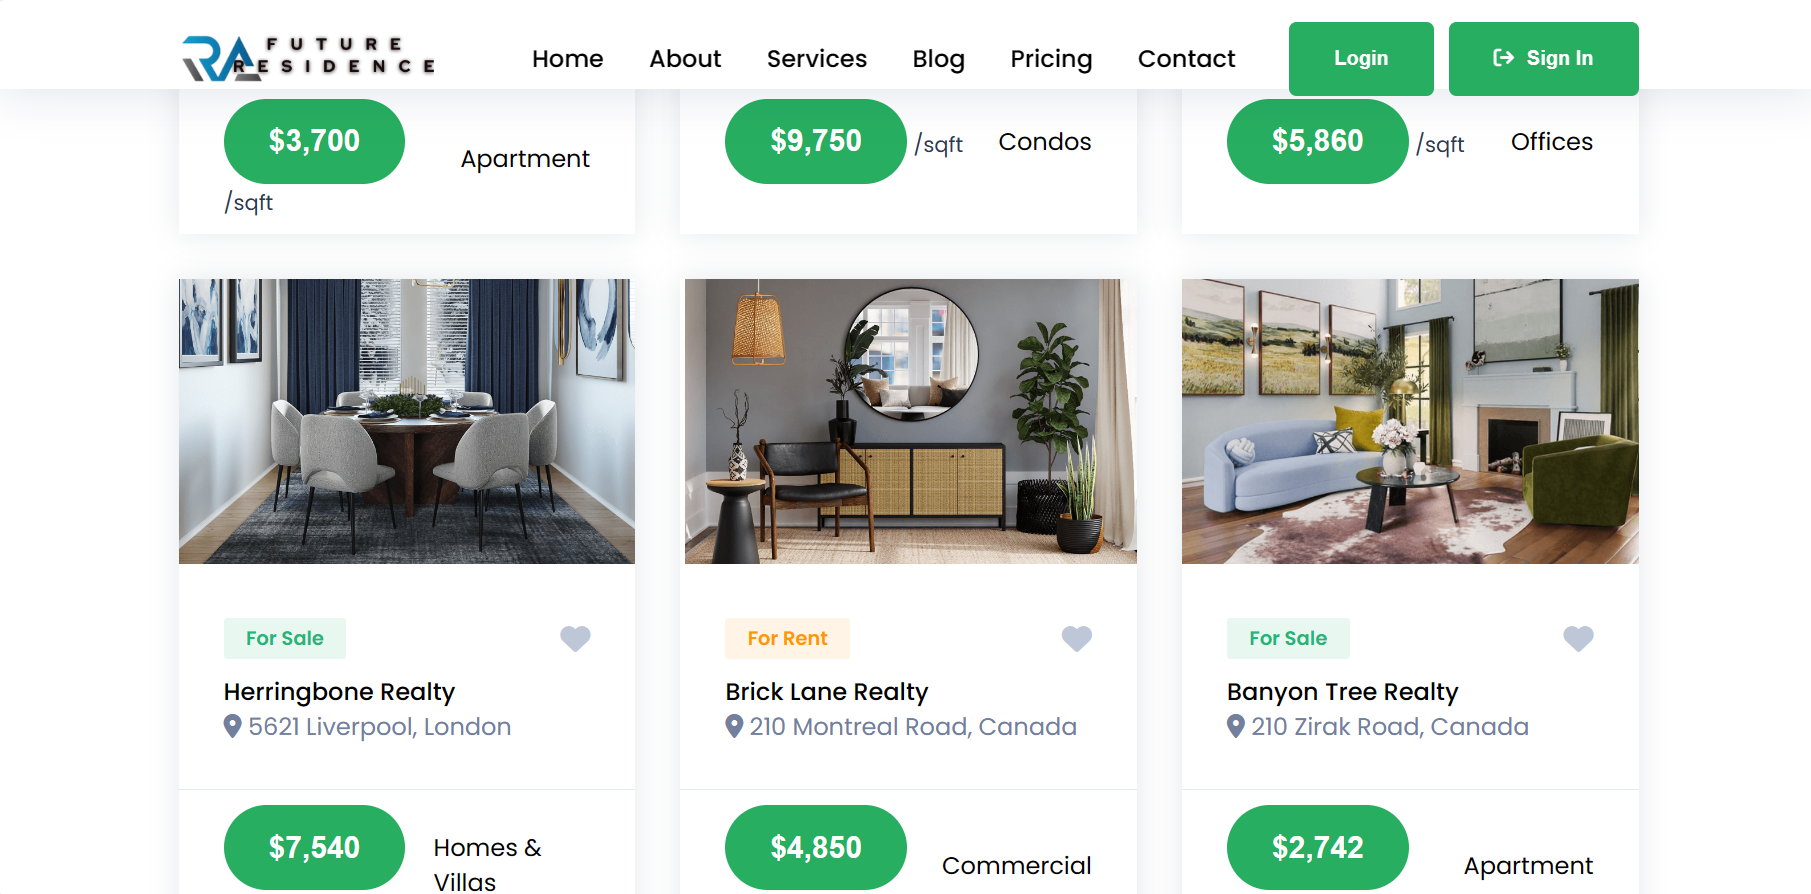 FUTURE
RESIDENCE
Home About Services Blog Pricing Contact Login Sign In
$3,700 Apartment
/sqft
$9,750 /sqft Condos
$5,860 /sqft Offices
For Sale
Herringbone Realty
5621 Liverpool, London
$7,540 Homes &
Villas
For Rent
Brick Lane Realty
210 Montreal Road, Canada
$4,850 Commercial
For Sale
Banyon Tree Realty
210 Zirak Road, Canada
$2,742 Apartment